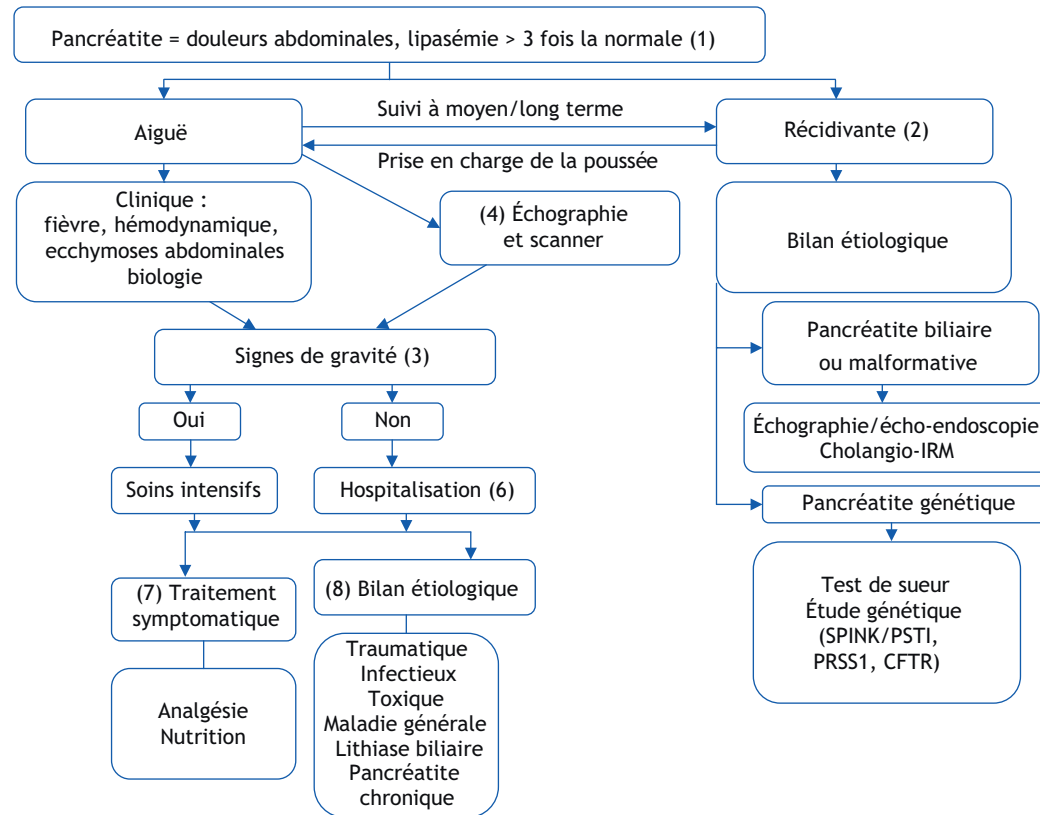 Pancréatite = douleurs abdominales, lipasémie > 3 fois la normale (1)
Aiguë
Suivi à moyen/long terme
Prise en charge de la poussée
Récidivante (2)
Clinique :
fièvre, hémodynamique,
ecchymoses abdominales
biologie
(4) Échographie
et scanner
Bilan étiologique
Signes de gravité (3)
Pancréatite biliaire
ou malformative
Oui
Non
Échographie/écho-endoscopie
Cholangio-IRM
Soins intensifs
Hospitalisation (6)
Pancréatite génétique
(7) Traitement
symptomatique
(8) Bilan étiologique
Test de sueur
Étude génétique
(SPINK/PSTI,
PRSS1, CFTR)
Analgésie
Nutrition
Traumatique
Infectieux
Toxique
Maladie générale
Lithiase biliaire
Pancréatite
chronique